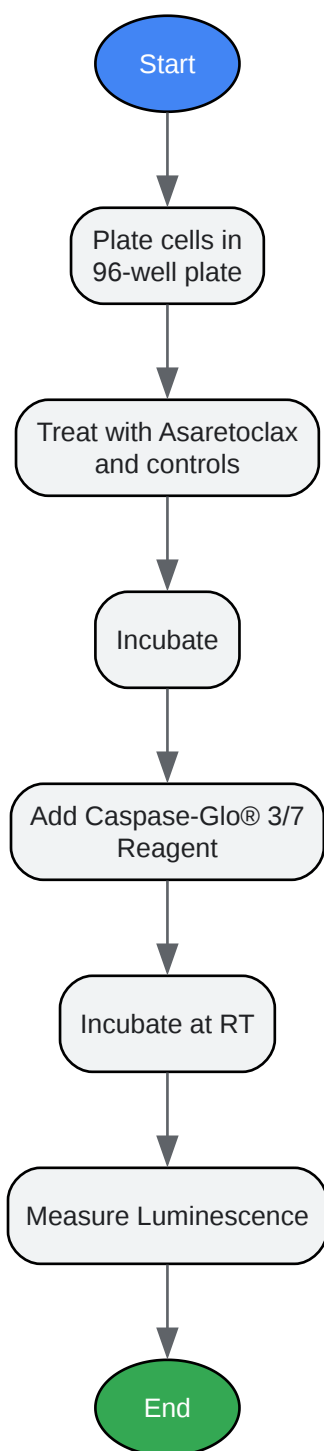 Start
Plate cells in
96-well plate
Treat with Asaretoclax
and controls
Incubate
Add Caspase-Glo® 3/7
Reagent
Incubate at RT
Measure Luminescence
End